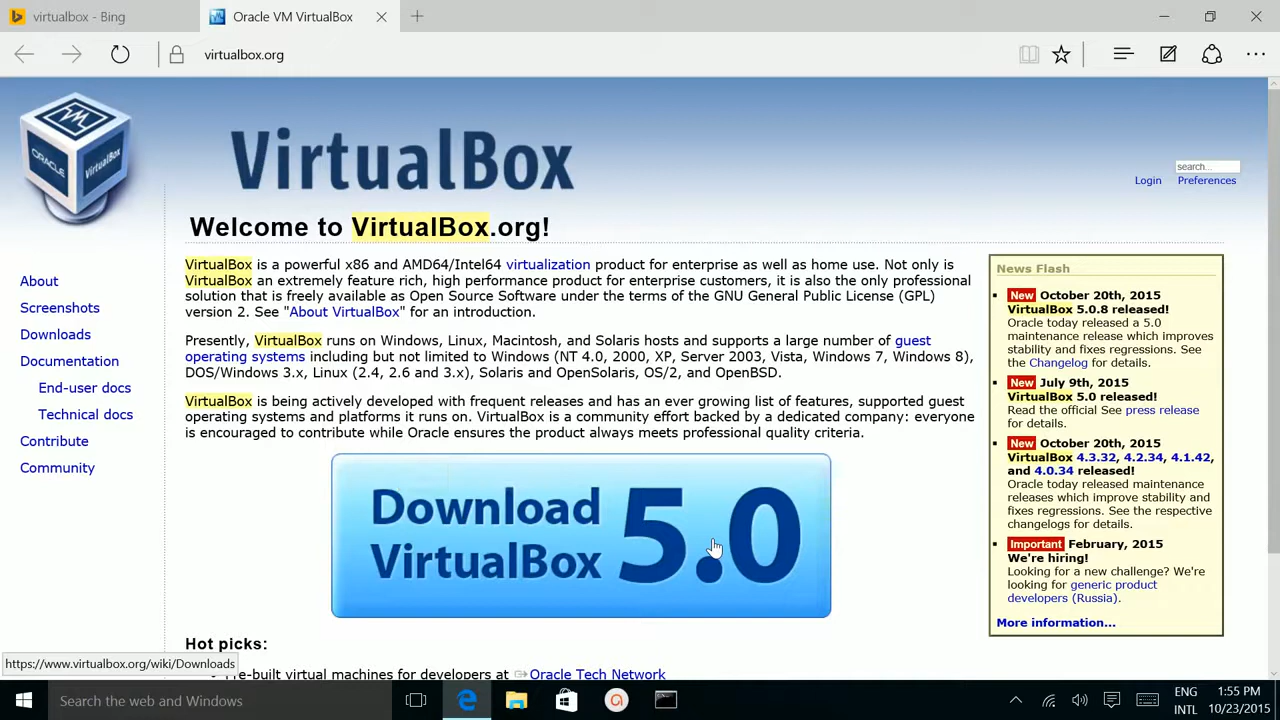 virtualbox - Bing
Oracle VM VirtualBox
virtualbox.org
ORACLE
VirtualBox
VirtualBox
search...
Login Preferences
Welcome to VirtualBox.org!
VirtualBox is a powerful x86 and AMD64/Intel64 virtualization product for enterprise as well as home use. Not only is
VirtualBox an extremely feature rich, high performance product for enterprise customers, it is also the only professional
solution that is freely available as Open Source Software under the terms of the GNU General Public License (GPL)
version 2. See "About VirtualBox" for an introduction.
Presently, VirtualBox runs on Windows, Linux, Macintosh, and Solaris hosts and supports a large number of guest
operating systems including but not limited to Windows (NT 4.0, 2000, XP, Server 2003, Vista, Windows 7, Windows 8),
DOS/Windows 3.x, Linux (2.4, 2.6 and 3.x), Solaris and OpenSolaris, OS/2, and OpenBSD.
VirtualBox is being actively developed with frequent releases and has an ever growing list of features, supported guest
operating systems and platforms it runs on. VirtualBox is a community effort backed by a dedicated company: everyone
is encouraged to contribute while Oracle ensures the product always meets professional quality criteria.
Download
VirtualBox
5.0
Hot picks:
Pre-built virtual machines for developers at Oracle Tech Network
About
Screenshots
Downloads
Documentation
End-user docs
Technical docs
Contribute
Community
News Flash
New October 20th, 2015
VirtualBox 5.0.8 released!
Oracle today released a 5.0
maintenance release which improves
stability and fixes regressions. See
the Changelog for details.
New July 9th, 2015
VirtualBox 5.0 released!
Read the official See press release
for details.
New October 20th, 2015
VirtualBox 4.3.32, 4.2.34, 4.1.42,
and 4.0.34 released!
Oracle today released maintenance
releases which improve stability and
fixes regressions. See the respective
changelogs for details.
Important February, 2015
We're hiring!
Looking for a new challenge? We're
looking for generic product
developers (Russia).
More information...
https://www.virtualbox.org/wiki/Downloads
Search the web and Windows
ENG
INTL
1:55 PM
10/23/2015